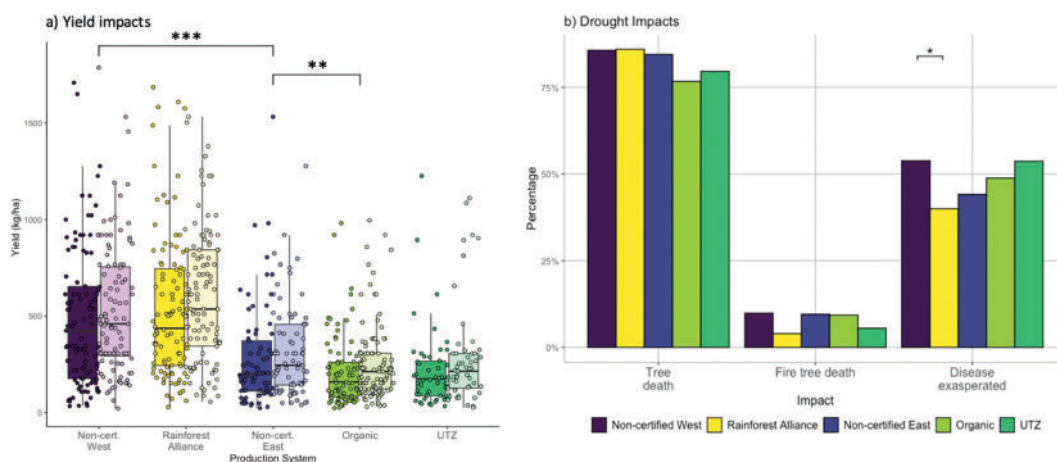 a) Yield impacts
***
**
1500
1000
500
0
Yield (kg/ha)
Non-cert.
West
Rainforest
Alliance
Non-cert.
East
Organic
UTZ
Production System
b) Drought Impacts
*
75%
50%
25%
0%
Percentage
Tree
death
Fire tree death
Disease
exasperated
Impact
Non-certified West
Rainforest Alliance
Non-certified East
Organic
UTZ